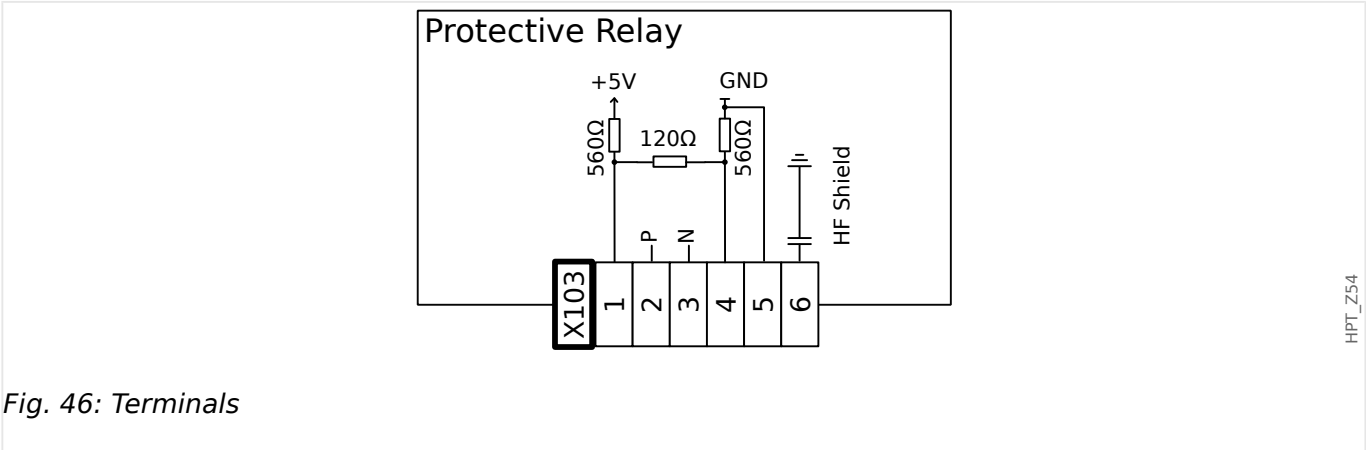 Protective Relay
+5V
GND
560Ω
120Ω
560Ω
HF Shield
P
N
X103
1
2
3
4
5
6
HPT_Z54
Fig. 46: Terminals